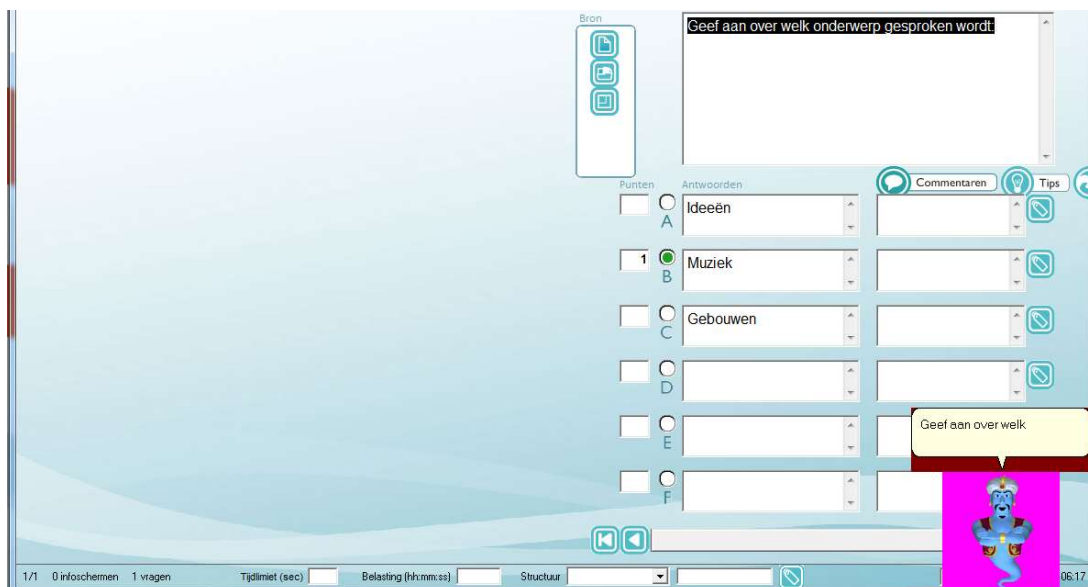 Bron
Geef aan over welk onderwerp gesproken wordt:
Punten
Antwoorden
Commentaren
Tips
A
Ideeën
1
B
Muziek
C
Gebouwen
D
E
F
Geef aan over welk
1/1 0 infoschermen 1 vragen Tijdlimiet (sec) Belasting (hh:mm:ss) Structuur 06:17